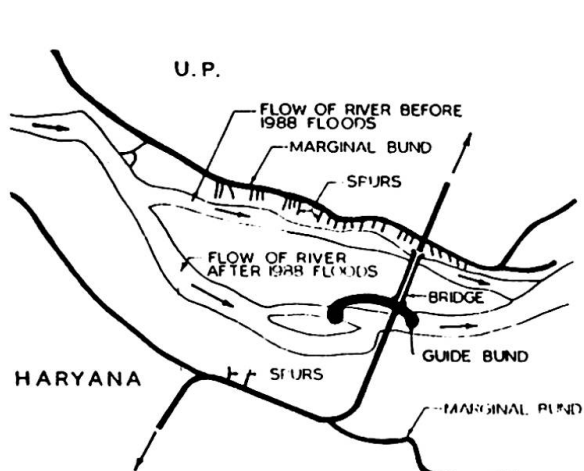 U.P.
FLOW OF RIVER BEFORE
1988 FLOODS
MARGINAL BUND
SPURS
FLOW OF RIVER
AFTER 1988 FLOODS
BRIDGE
GUIDE BUND
HARYANA
SPURS
MARGINAL BUND